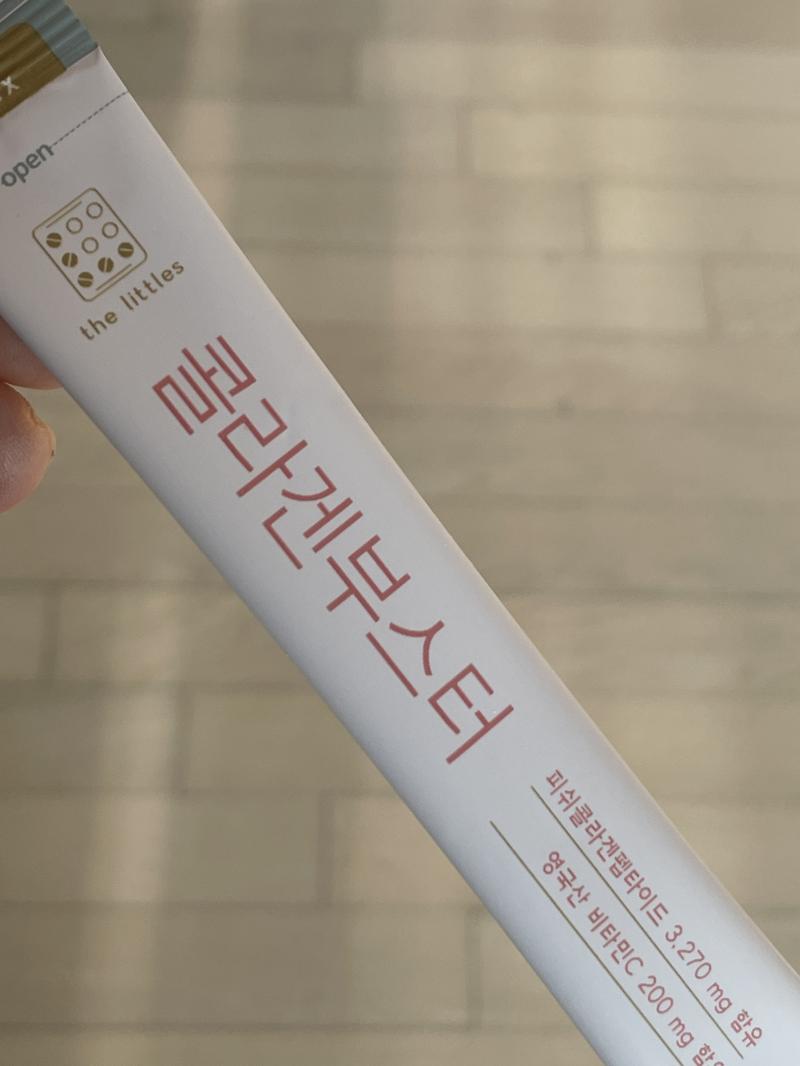 open
the littles
콜라겐부스터
피쉬콜라겐펩타이드 3,270 mg 함유
영국산 비타민C 200 mg